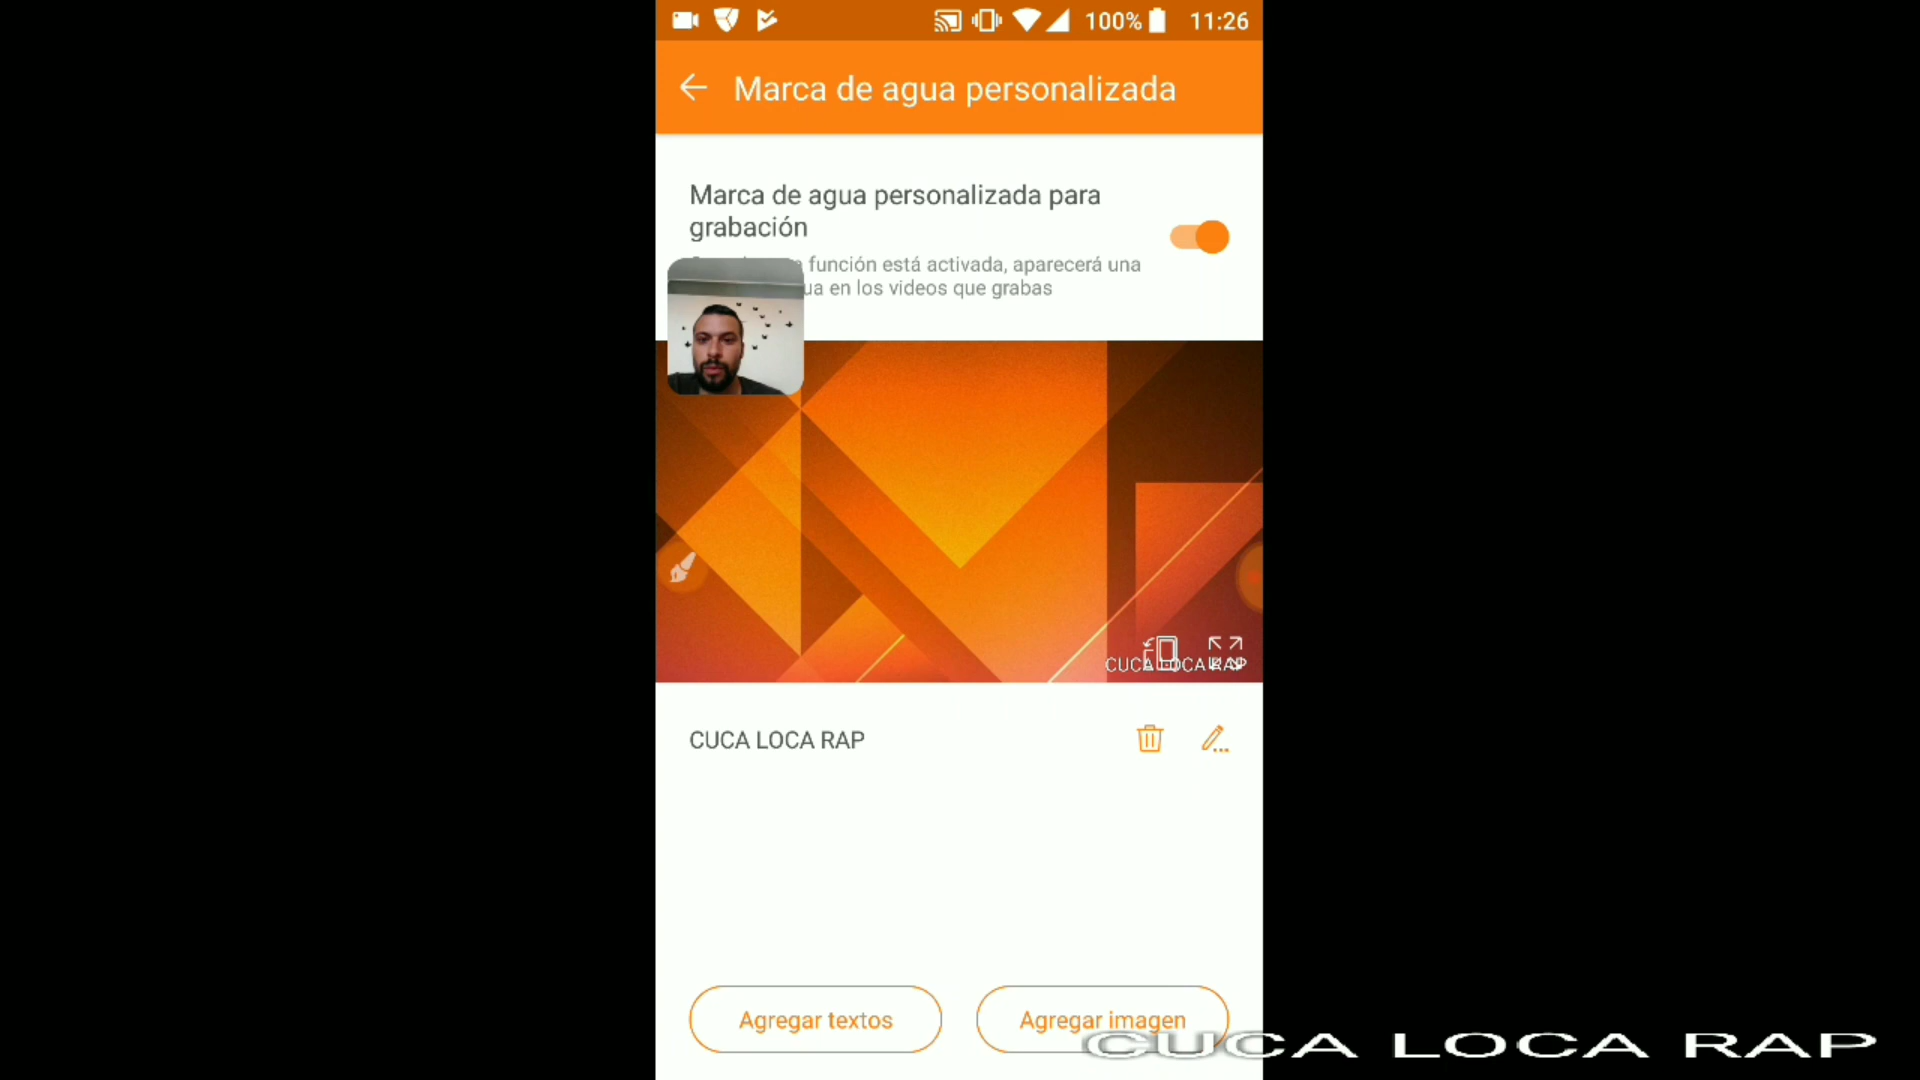 100% 11:26
Marca de agua personalizada
Marca de agua personalizada para
grabación
función está activada, aparecerá una
en los videos que grabas
CUCA LOCA RAP
CUCA LOCA RAP
Agregar textos
Agregar imagen
CUCA LOCA RAP